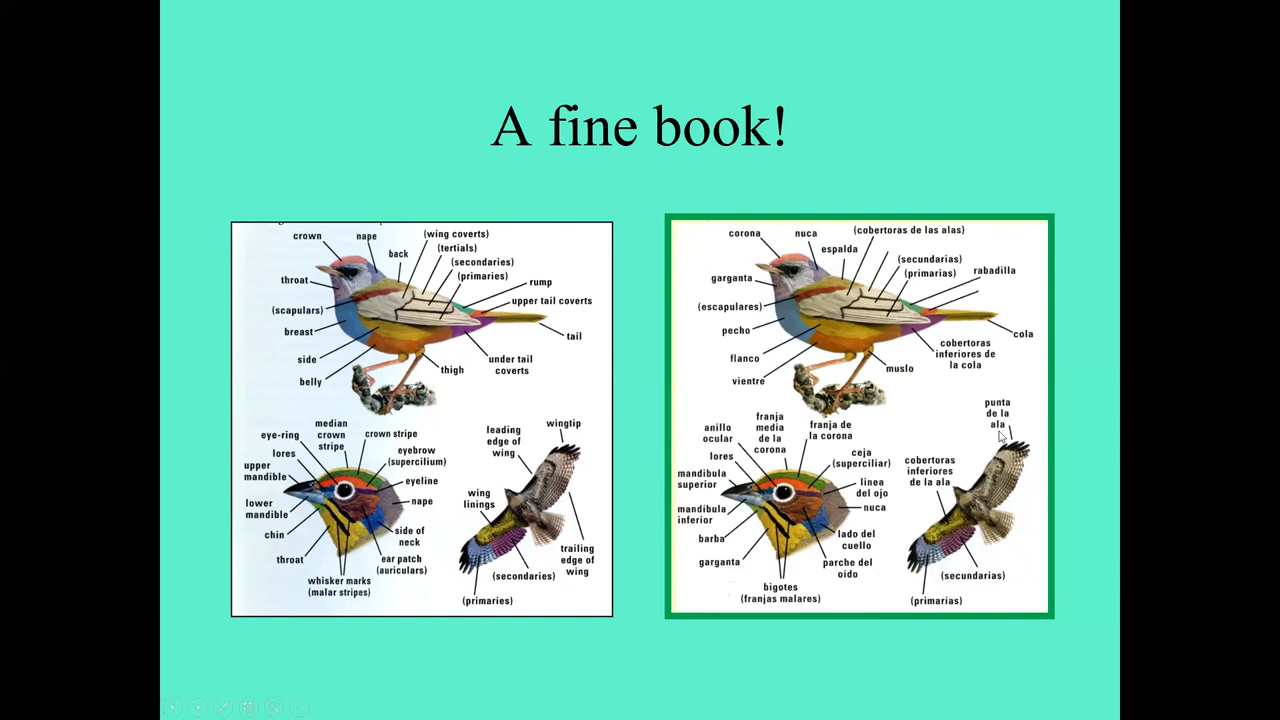 A fine book!
crown
nape
(wing coverts)
(tertials)
back
(secondaries)
(primaries)
throat
rump
upper tail coverts
(scapulars)
breast
tail
side
under tail
coverts
thigh
belly
median
crown
stripe
crown stripe
eye-ring
lores
eyebrow
(supercilium)
upper
mandible
eyeline
nape
lower
mandible
chin
side of
neck
throat
ear patch
(auriculars)
whisker marks
(malar stripes)
leading
edge of
wing
wingtip
wing
linings
trailing
edge of
wing
(secondaries)
(primaries)
corona
nuca
(cobertoras de las alas)
espalda
(secundarias)
(primarias)
rabadilla
garganta
(escapulares)
pecho
cola
flanco
cobertoras
inferiores de
la cola
muslo
vientre
franja
media
de la
corona
franja de
la corona
anillo
ocular
lores
ceja
(superciliar)
mandibula
superior
linea
del ojo
nuca
mandibula
inferior
barba
lado del
cuello
garganta
parche del
oido
bigotes
(franjas malares)
punta
de la
ala
cobertoras
inferiores
de la ala
(secundarias)
(primarias)